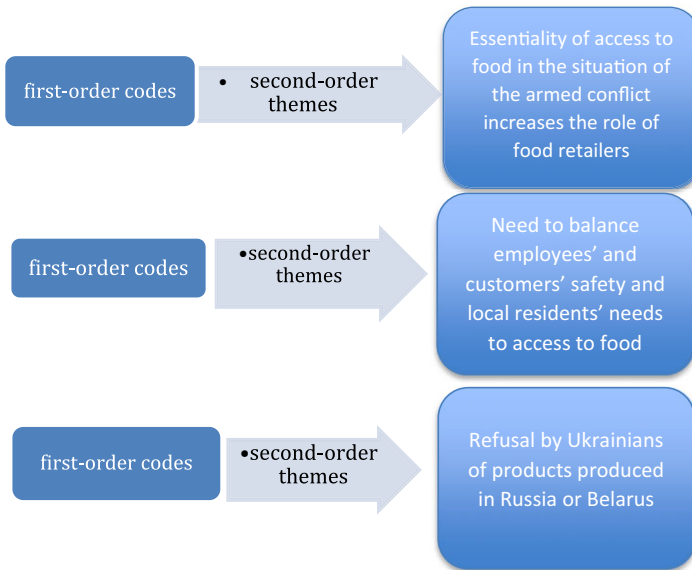 first-order codes
• second-order
themes
Essentiality of access to
food in the situation of
the armed conflict
increases the role of
food retailers
first-order codes
•second-order
themes
Need to balance
employees’ and
customers’ safety and
local residents’ needs
to access to food
first-order codes
•second-order
themes
Refusal by Ukrainians
of products produced
in Russia or Belarus